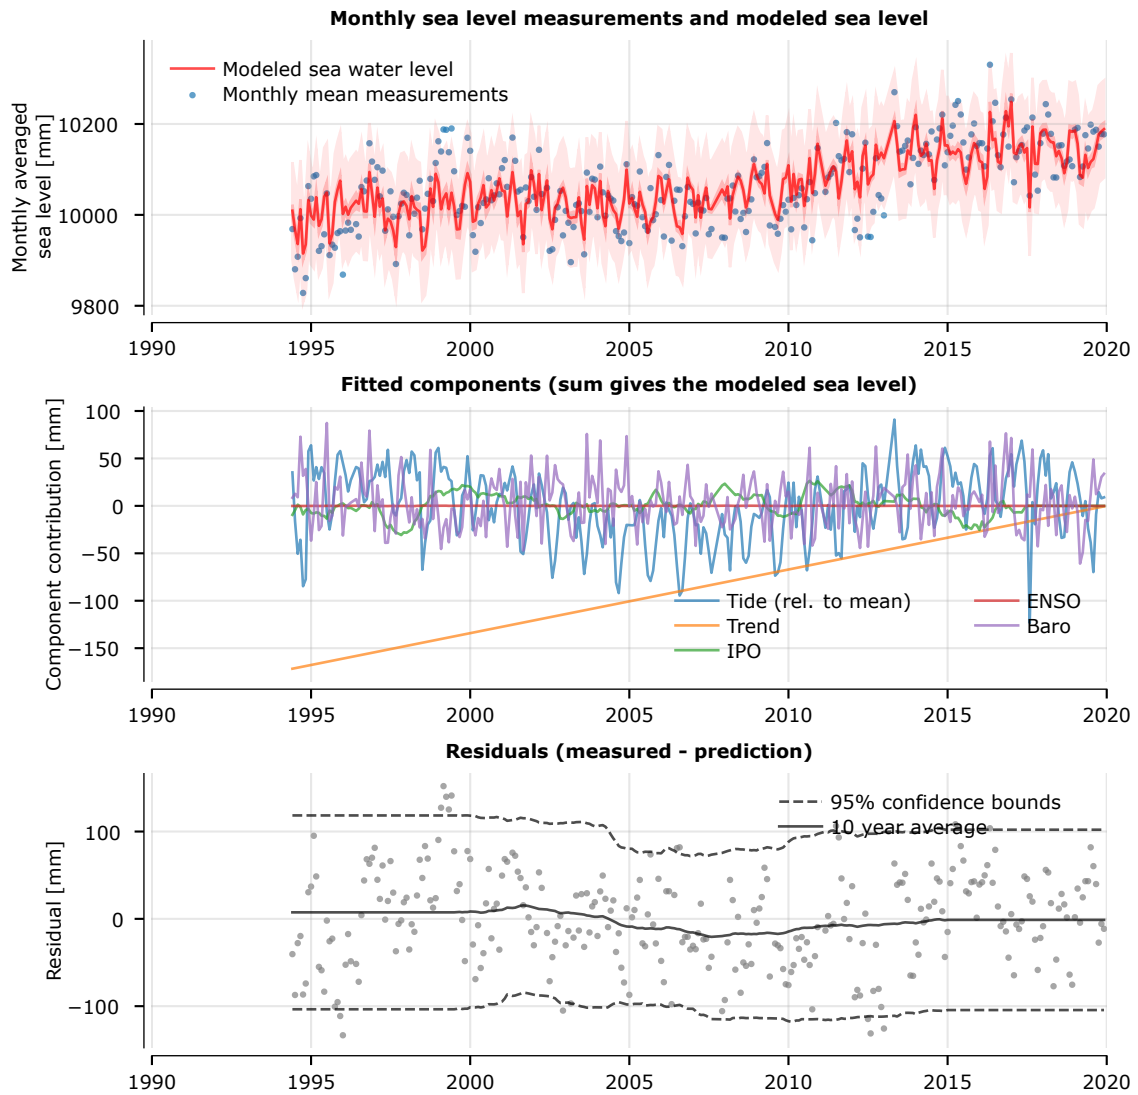 Monthly sea level measurements and modeled sea level
Monthly averaged
sea level [mm]
10200
10000
9800
Modeled sea water level
Monthly mean measurements
1990
1995
2000
2005
2010
2015
2020
Fitted components (sum gives the modeled sea level)
Component contribution [mm]
100
50
0
−50
−100
−150
Tide (rel. to mean)
Trend
IPO
ENSO
Baro
1990
1995
2000
2005
2010
2015
2020
Residuals (measured - prediction)
Residual [mm]
100
0
−100
95% confidence bounds
10 year average
1990
1995
2000
2005
2010
2015
2020